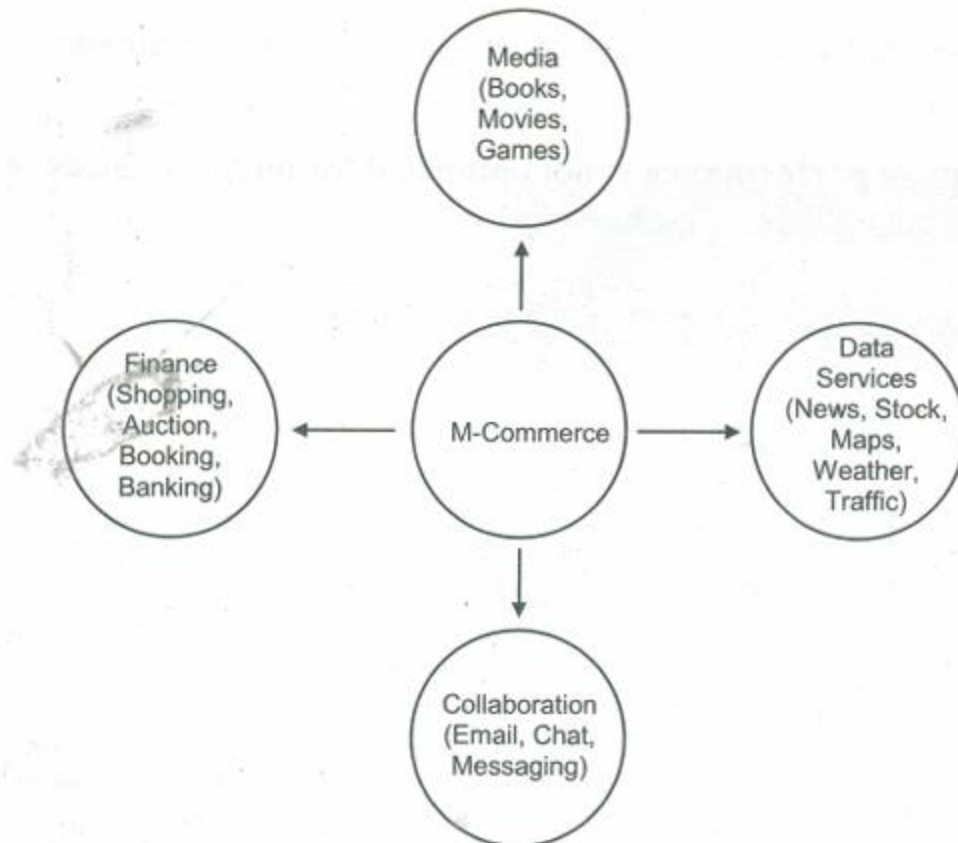 Media
(Books,
Movies,
Games)
Finance
(Shopping,
Auction,
Booking,
Banking)
M-Commerce
Data
Services
(News, Stock,
Maps,
Weather,
Traffic)
Collaboration
(Email, Chat,
Messaging)